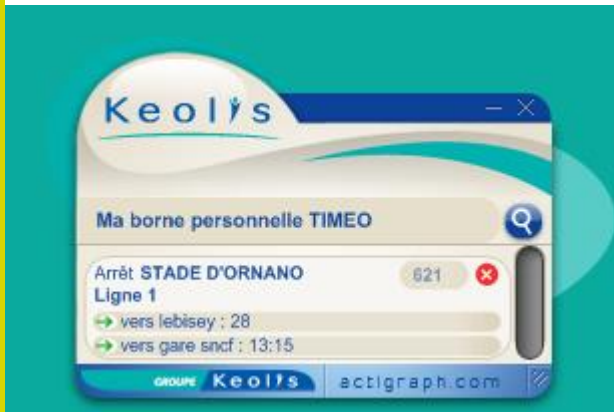 Keolis
Ma borne personnelle TIMEO
Arrêt STADE D'ORNANO 621
Ligne 1
vers lebisey : 28
vers gare sncf : 13:15
GROUPE Keolis actigraph.com